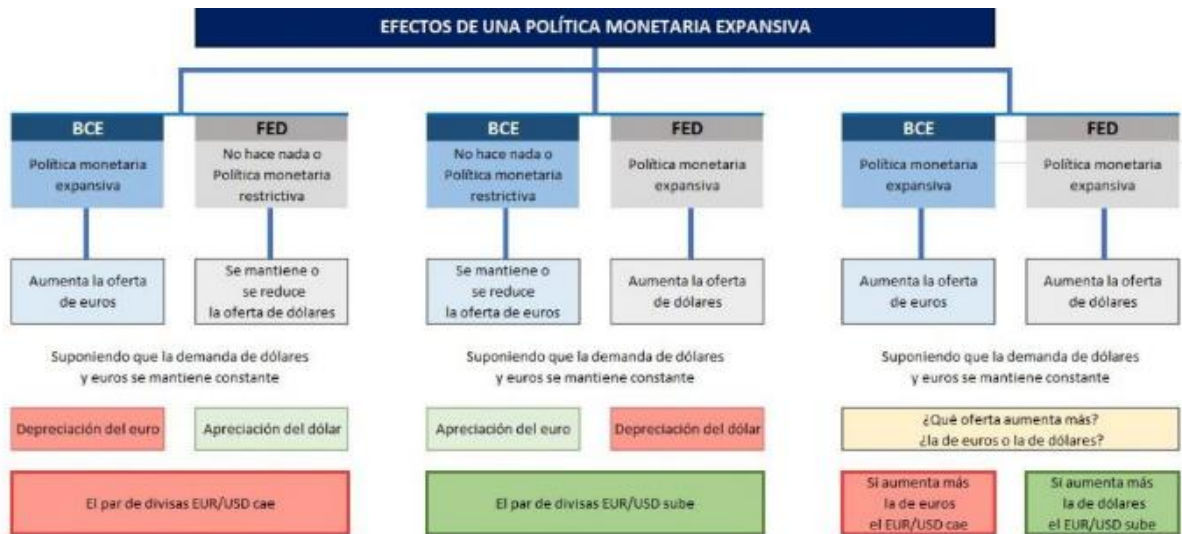 EFECTOS DE UNA POLÍTICA MONETARIA EXPANSIVA
BCE
Política monetaria
expansiva
Aumenta la oferta
de euros
FED
No hace nada o
Política monetaria
restrictiva
Se mantiene o
se reduce
la oferta de dólares
Suponiendo que la demanda de dólares
y euros se mantiene constante
Depreciación del euro
Apreciación del dólar
El par de divisas EUR/USD cae
BCE
No hace nada o
Política monetaria
restrictiva
Se mantiene o
se reduce
la oferta de euros
FED
Política monetaria
expansiva
Aumenta la oferta
de dólares
Suponiendo que la demanda de dólares
y euros se mantiene constante
Apreciación del euro
Depreciación del dólar
El par de divisas EUR/USD sube
BCE
Política monetaria
expansiva
Aumenta la oferta
de euros
FED
Política monetaria
expansiva
Aumenta la oferta
de dólares
Suponiendo que la demanda de dólares
y euros se mantiene constante
¿Qué oferta aumenta más?
¿la de euros o la de dólares?
Si aumenta más
la de euros
el EUR/USD cae
Si aumenta más
la de dólares
el EUR/USD sube